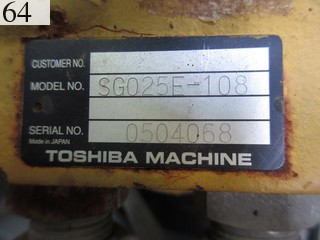 64
CUSTOMER NO.
MODEL NO. SG025E-108
SERIAL NO. 0504068
Made in JAPAN
TOSHIBA MACHINE